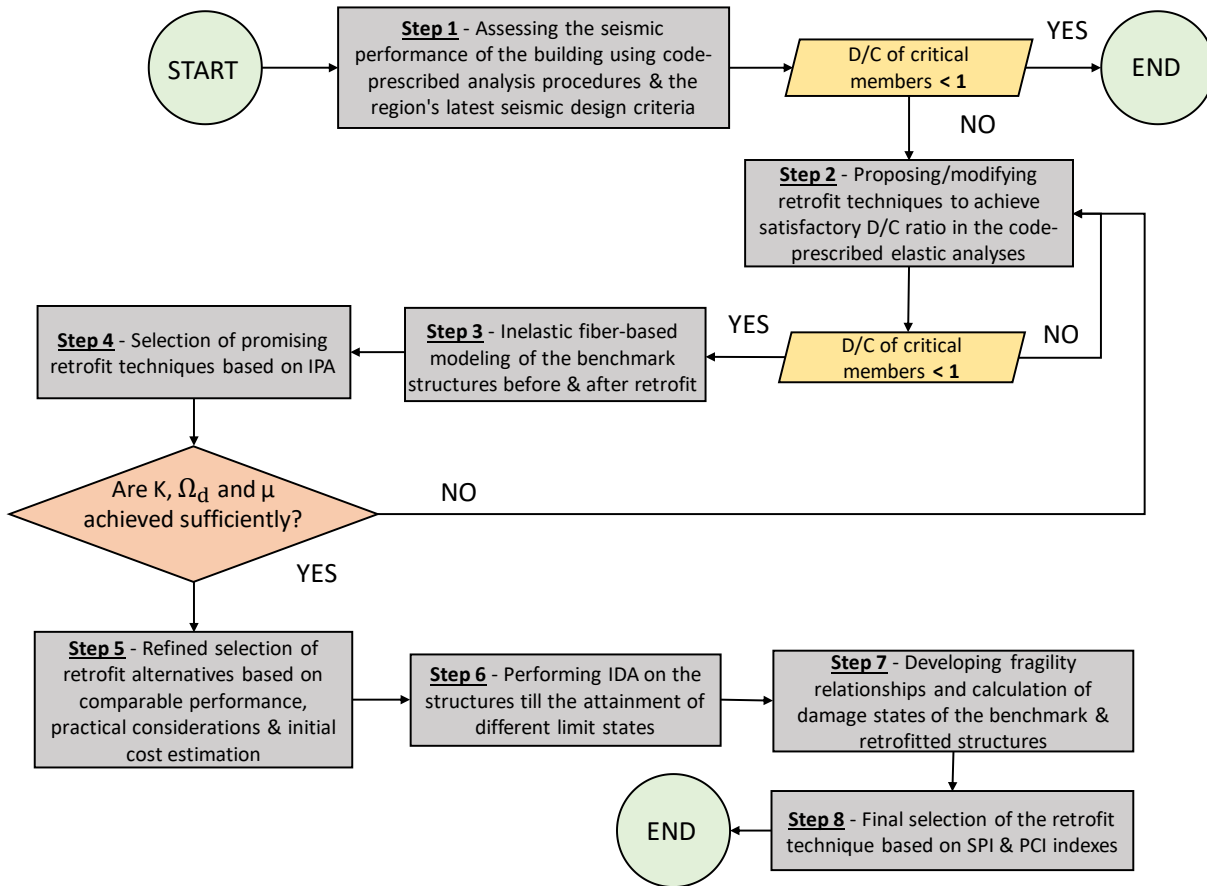 START
Step 1 - Assessing the seismic
performance of the building using code-
prescribed analysis procedures & the
region's latest seismic design criteria
D/C of critical
members < 1
YES
END
NO
Step 2 - Proposing/modifying
retrofit techniques to achieve
satisfactory D/C ratio in the code-
prescribed elastic analyses
D/C of critical
members < 1
NO
YES
Step 3 - Inelastic fiber-based
modeling of the benchmark
structures before & after retrofit
Step 4 - Selection of promising
retrofit techniques based on IPA
Are K, Ωd and μ
achieved sufficiently?
NO
YES
Step 5 - Refined selection of
retrofit alternatives based on
comparable performance,
practical considerations & initial
cost estimation
Step 6 - Performing IDA on the
structures till the attainment of
different limit states
Step 7 - Developing fragility
relationships and calculation of
damage states of the benchmark &
retrofitted structures
Step 8 - Final selection of the retrofit
technique based on SPI & PCI indexes
END